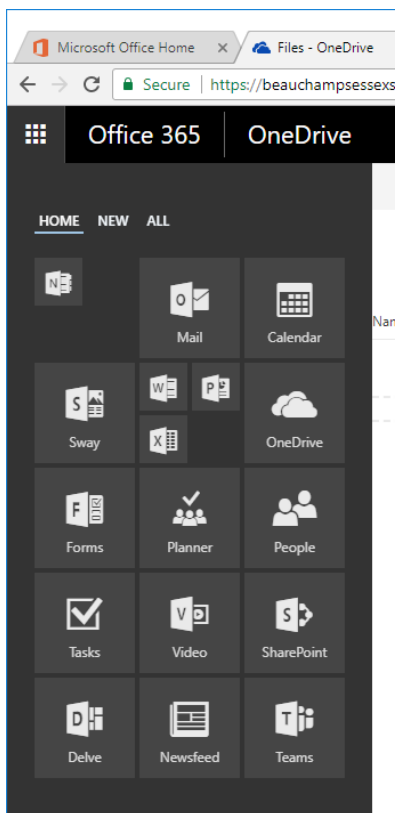 Microsoft Office Home
Files - OneDrive
Secure | https://beauchampsessexs
Office 365 OneDrive
HOME NEW ALL
N
O
Mail Calendar
Nan
S W P
X
Sway OneDrive
F
Forms Planner People
V S
Tasks Video SharePoint
D T
Delve Newsfeed Teams